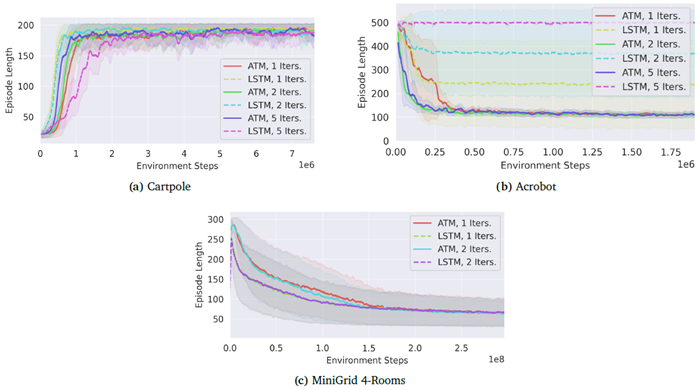 200
150
100
50
Episode Length
ATM, 1 Iters.
LSTM, 1 Iters.
ATM, 2 Iters.
LSTM, 2 Iters.
ATM, 5 Iters.
LSTM, 5 Iters.
0 1 2 3 4 5 6 7
Environment Steps 1e6
(a) Cartpole
500
400
300
200
100
0
Episode Length
ATM, 1 Iters.
LSTM, 1 Iters.
ATM, 2 Iters.
LSTM, 2 Iters.
ATM, 5 Iters.
LSTM, 5 Iters.
0.00 0.25 0.50 0.75 1.00 1.25 1.50 1.75
Environment Steps 1e6
(b) Acrobot
300
250
200
150
100
50
Episode Length
ATM, 1 Iters.
LSTM, 1 Iters.
ATM, 2 Iters.
LSTM, 2 Iters.
0.0 0.5 1.0 1.5 2.0 2.5
Environment Steps 1e8
(c) MiniGrid 4-Rooms